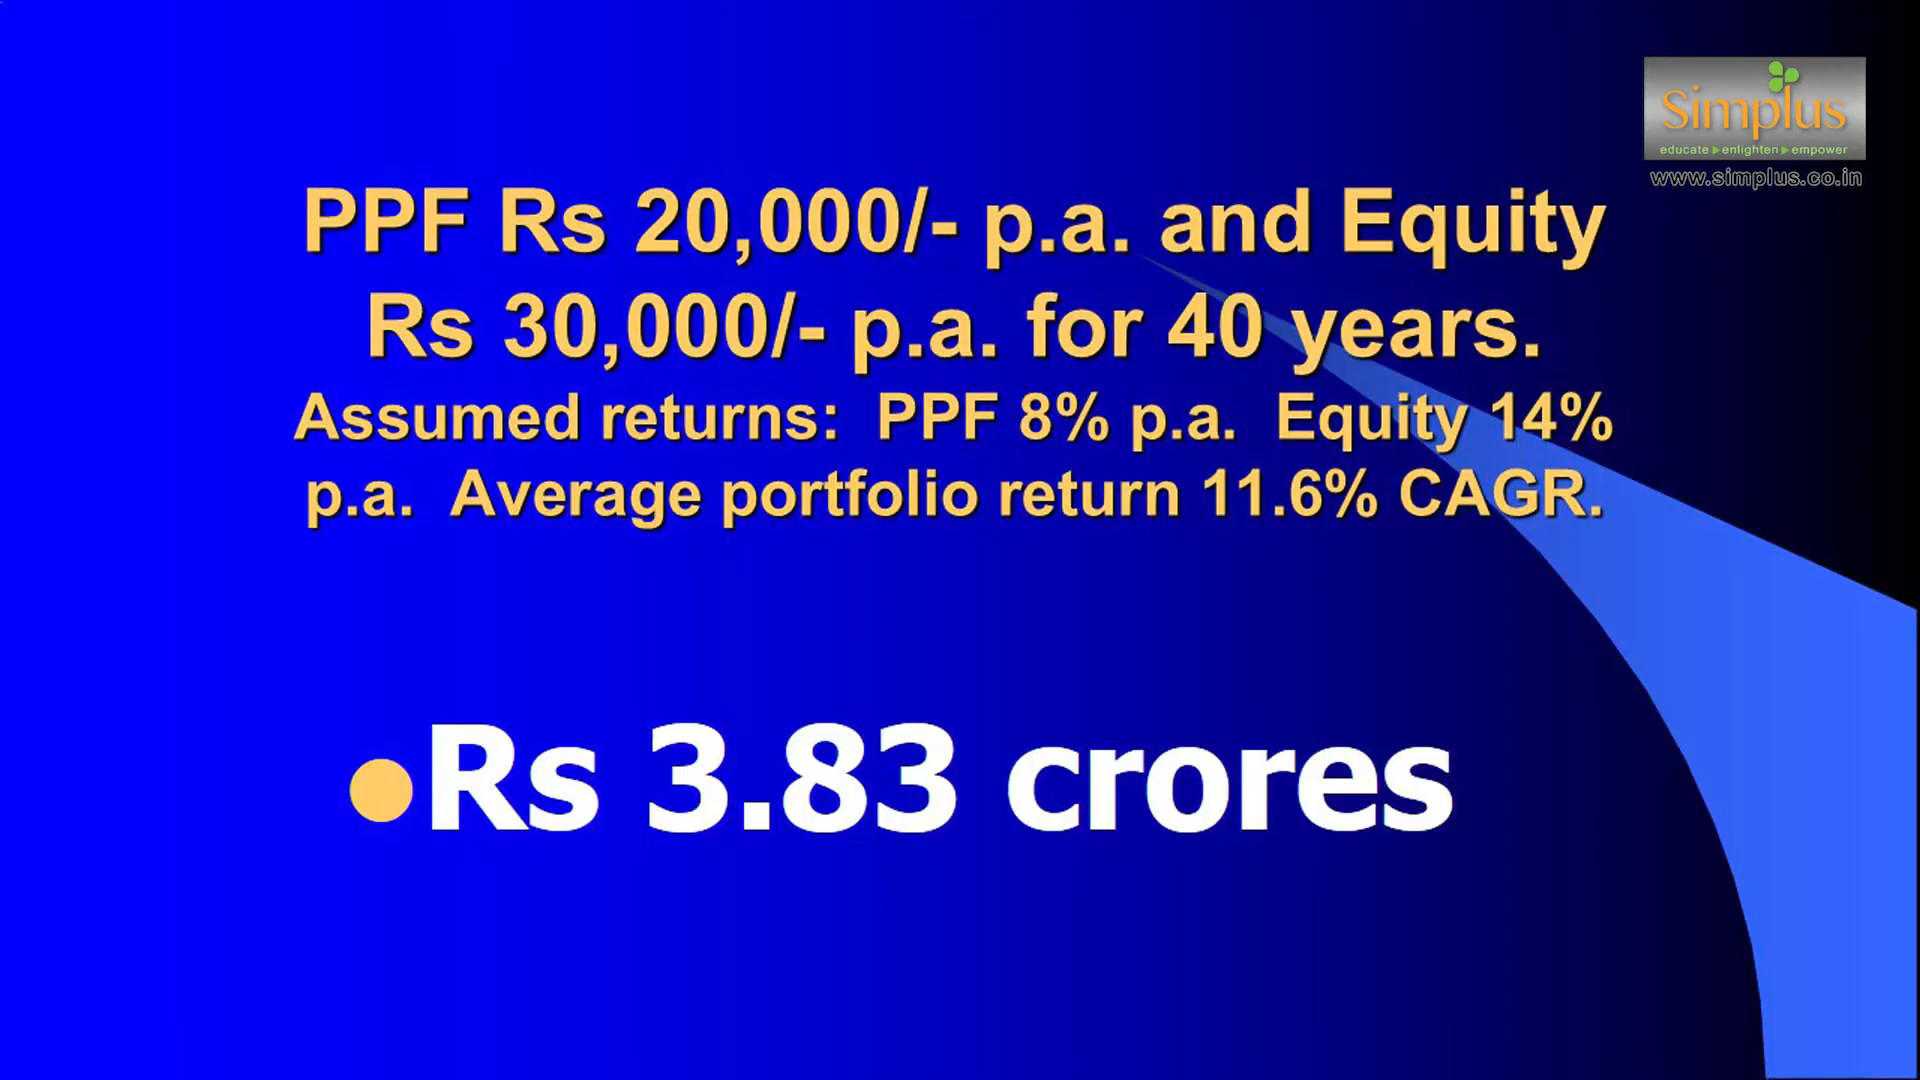 Simplus
educate enlighten empower
www.simplus.co.in
PPF Rs 20,000/- p.a. and Equity
Rs 30,000/- p.a. for 40 years.
Assumed returns: PPF 8% p.a. Equity 14%
p.a. Average portfolio return 11.6% CAGR.
Rs 3.83 crores